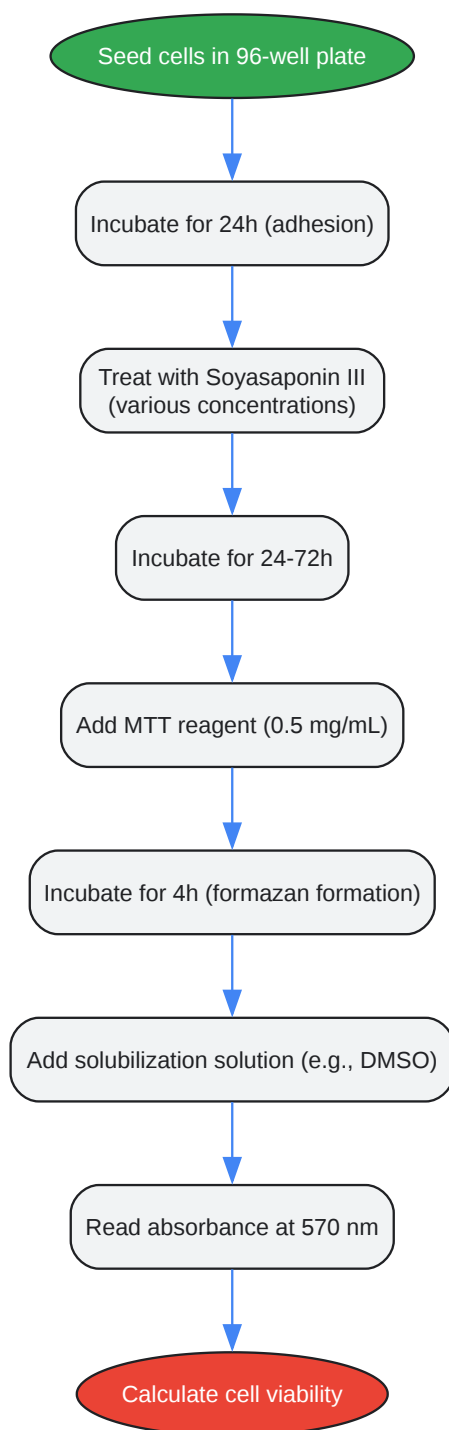 Seed cells in 96-well plate
Incubate for 24h (adhesion)
Treat with Soyasaponin III
(various concentrations)
Incubate for 24-72h
Add MTT reagent (0.5 mg/mL)
Incubate for 4h (formazan formation)
Add solubilization solution (e.g., DMSO)
Read absorbance at 570 nm
Calculate cell viability